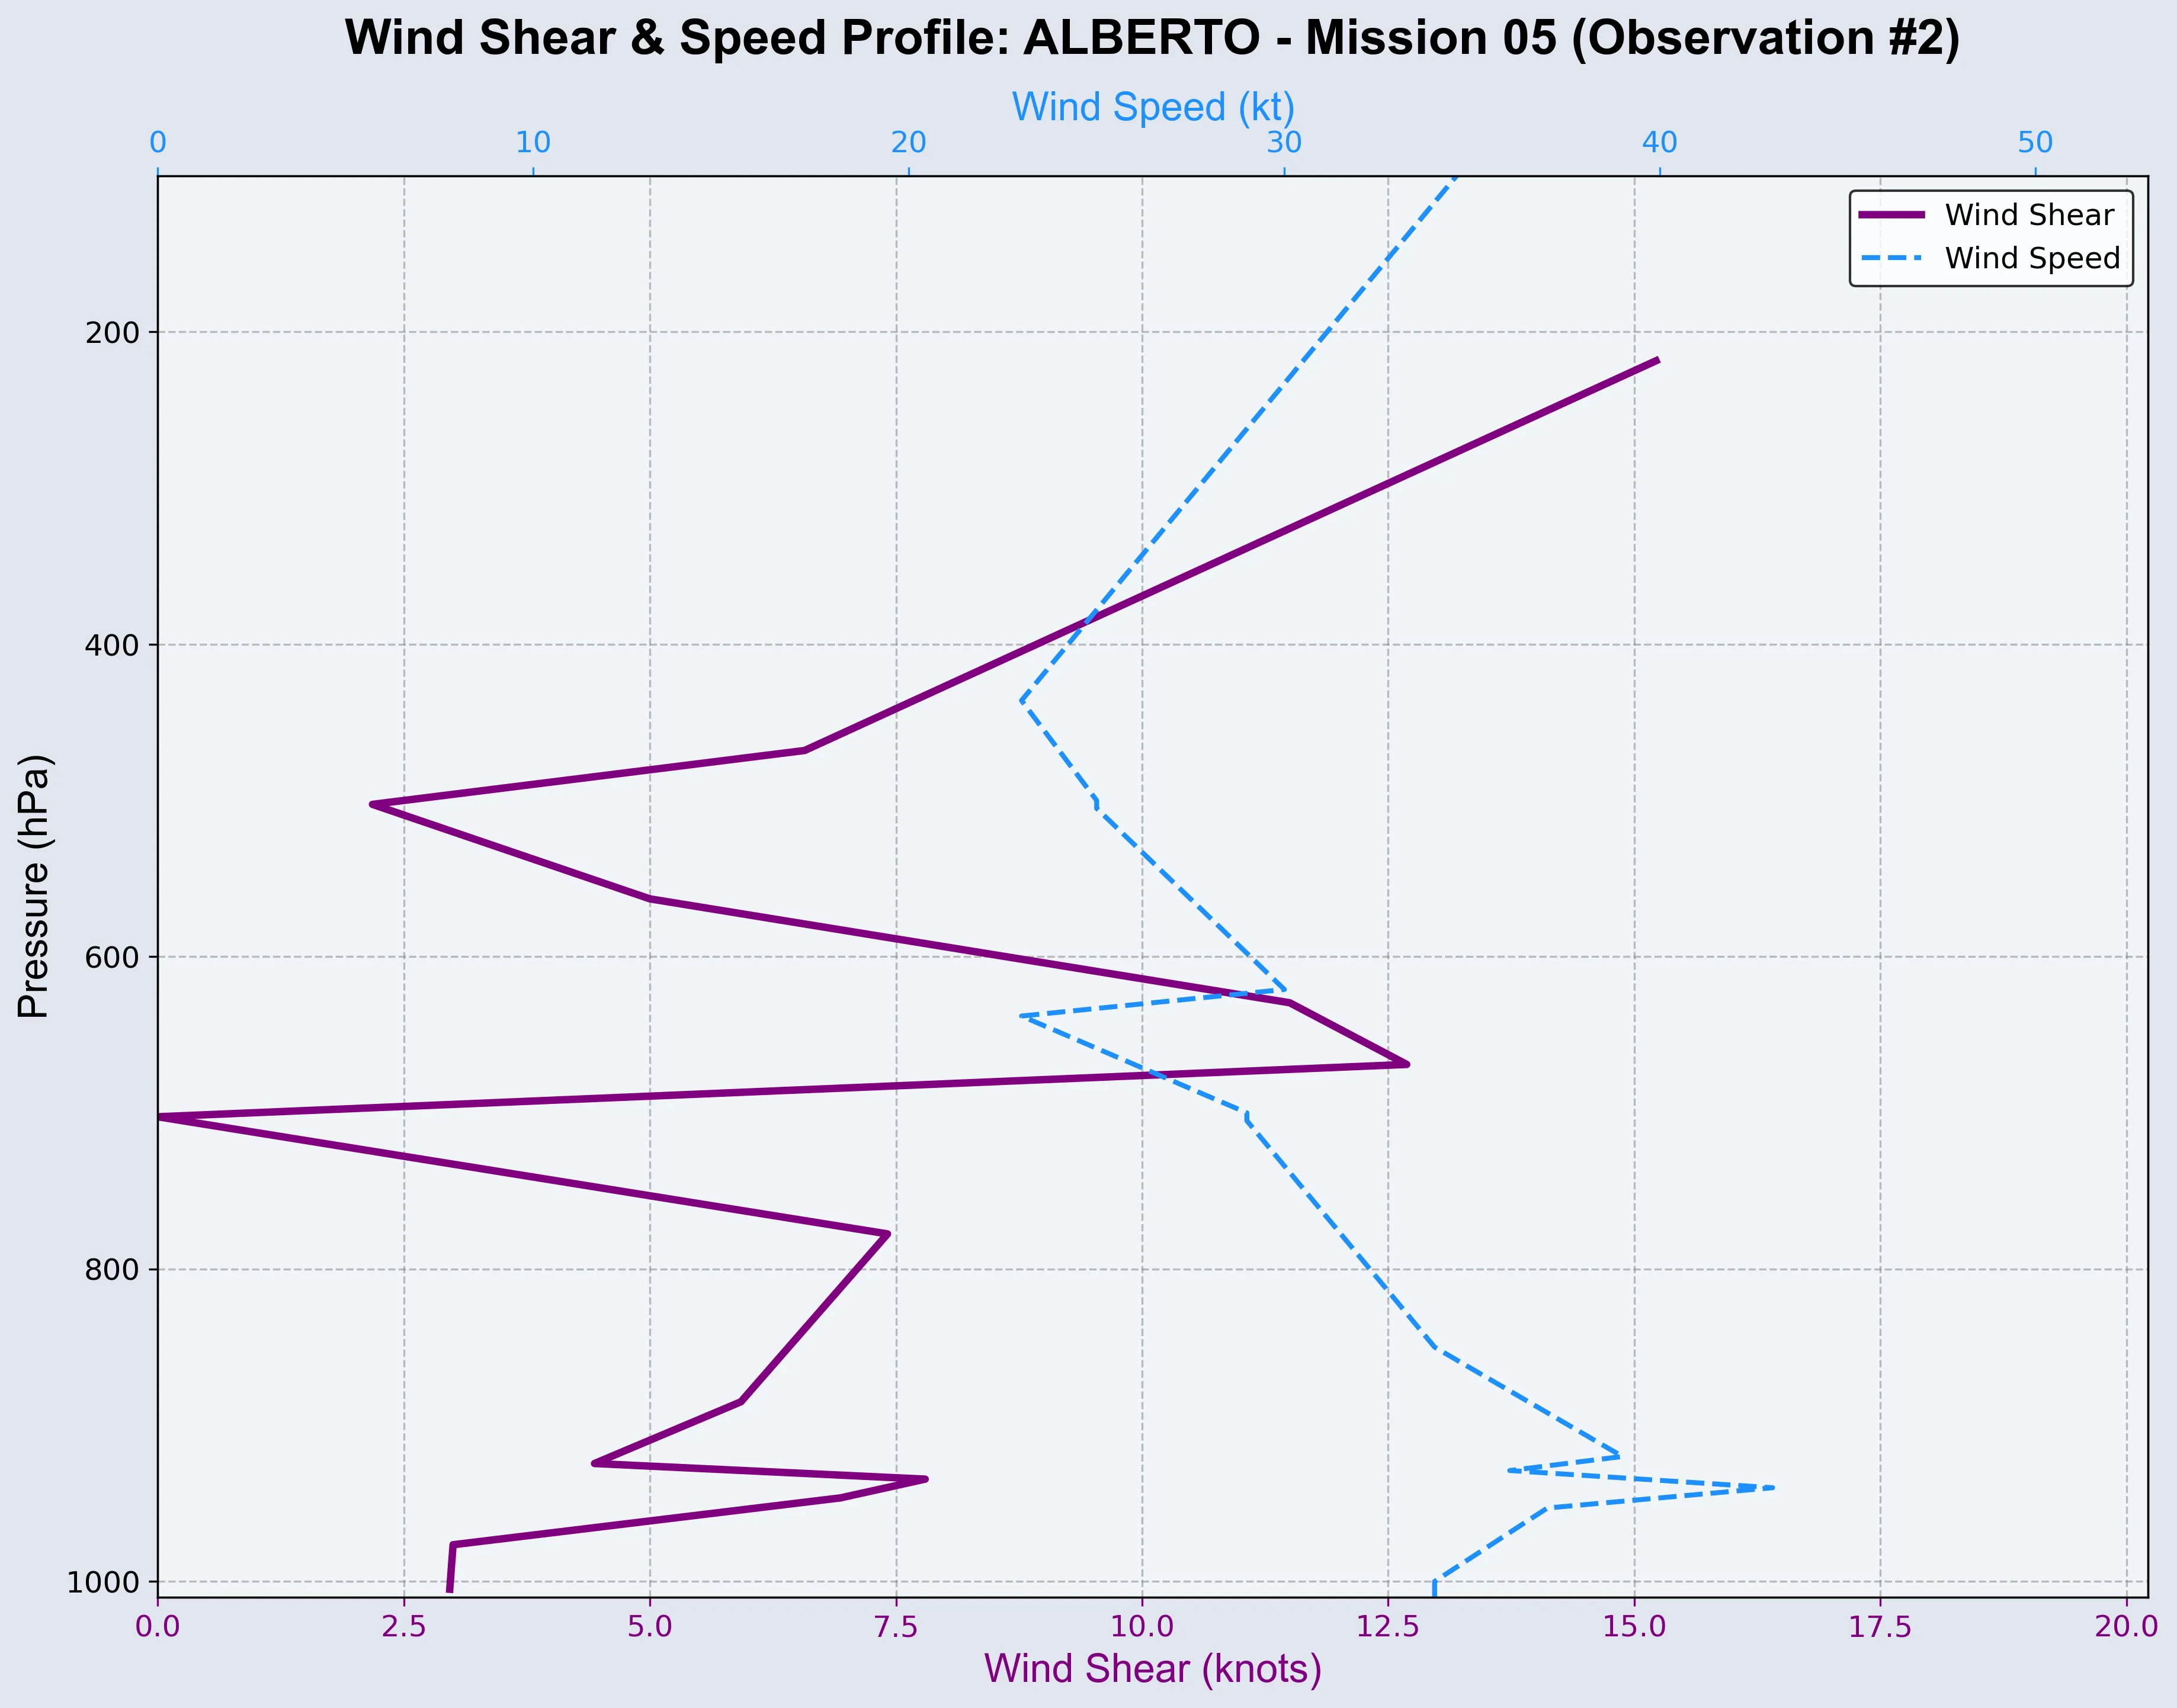 Wind Shear & Speed Profile: ALBERTO - Mission 05 (Observation #2)
Wind Speed (kt)
0 10 20 30 40 50
Wind Shear
Wind Speed
200
400
600
800
1000
Pressure (hPa)
0.0 2.5 5.0 7.5 10.0 12.5 15.0 17.5 20.0
Wind Shear (knots)